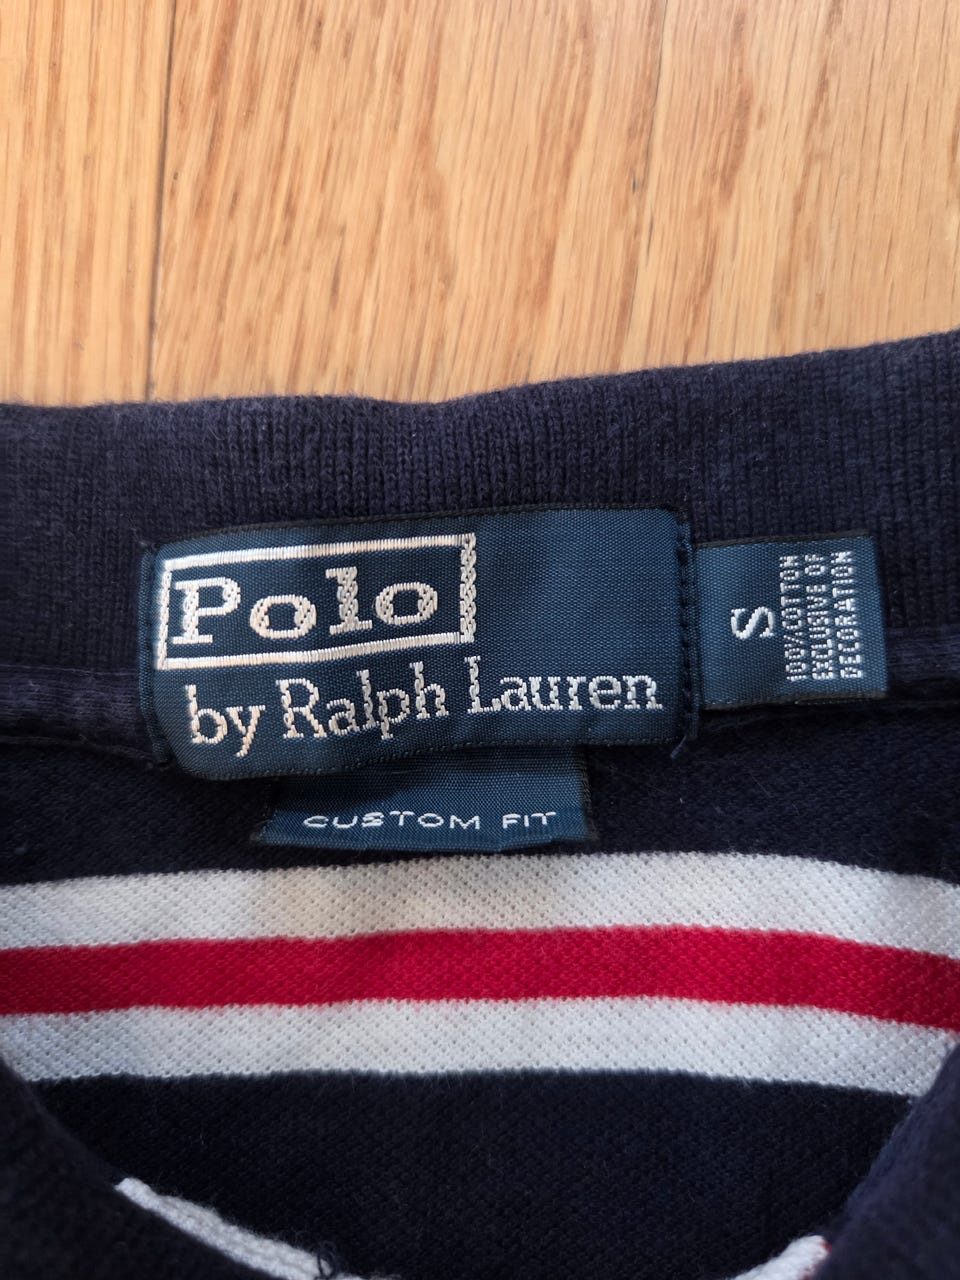 Polo
by Ralph Lauren
CUSTOM FIT
S
100% COTTON
EXCLUSIVE OF
DECORATION